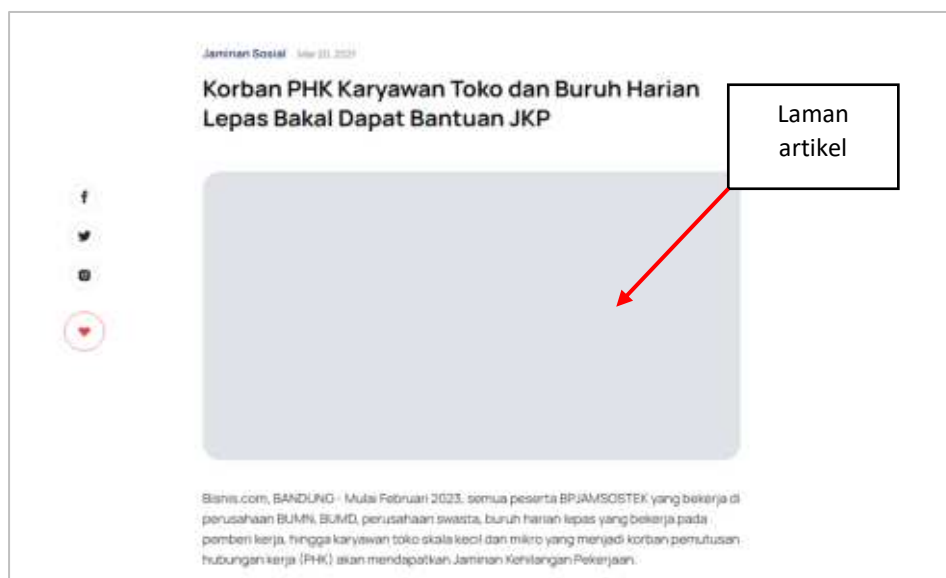 Jaminan Sosial
Korban PHK Karyawan Toko dan Buruh Harian
Lepas Bakal Dapat Bantuan JKP
Laman
artikel
Bisnis.com, BANDUNG - Mulai Februari 2023, semua peserta BPJAMSOSTEK yang bekerja di
perusahaan BUMN, BUMD, perusahaan swasta, buruh harian lepas yang bekerja pada
pemberi kerja, hingga karyawan toko skala kecil dan mikro yang menjadi korban pemutusan
hubungan kerja (PHK) akan mendapatkan Jaminan Kehilangan Pekerjaan.